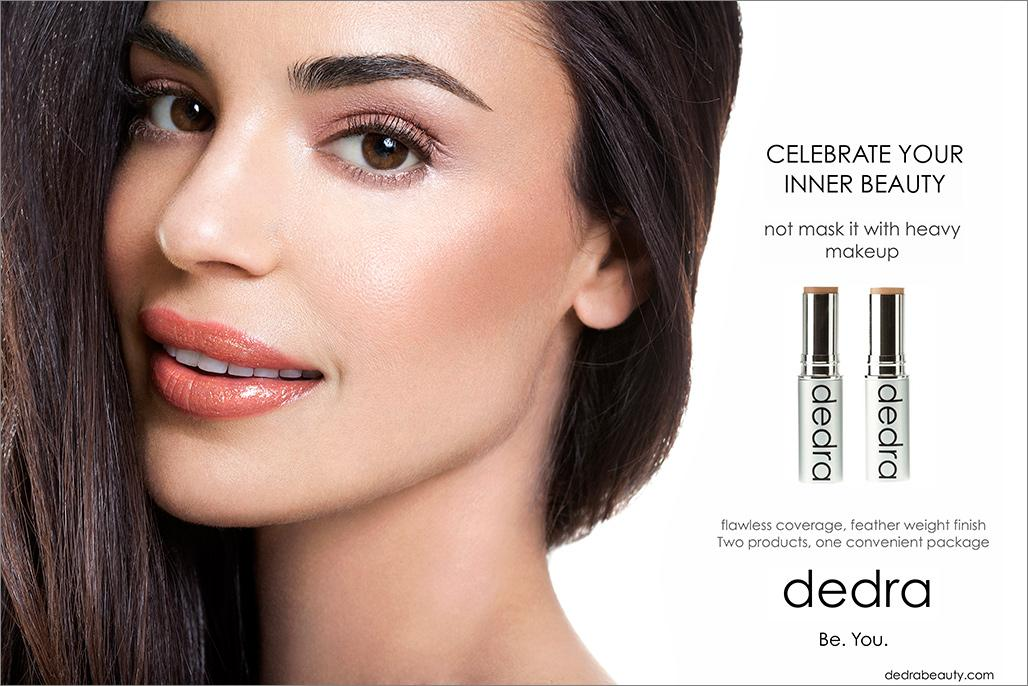 CELEBRATE YOUR
INNER BEAUTY
not mask it with heavy
makeup
dedra
dedra
flawless coverage, feather weight finish
Two products, one convenient package
dedra
Be. You.
dedrabeauty.com